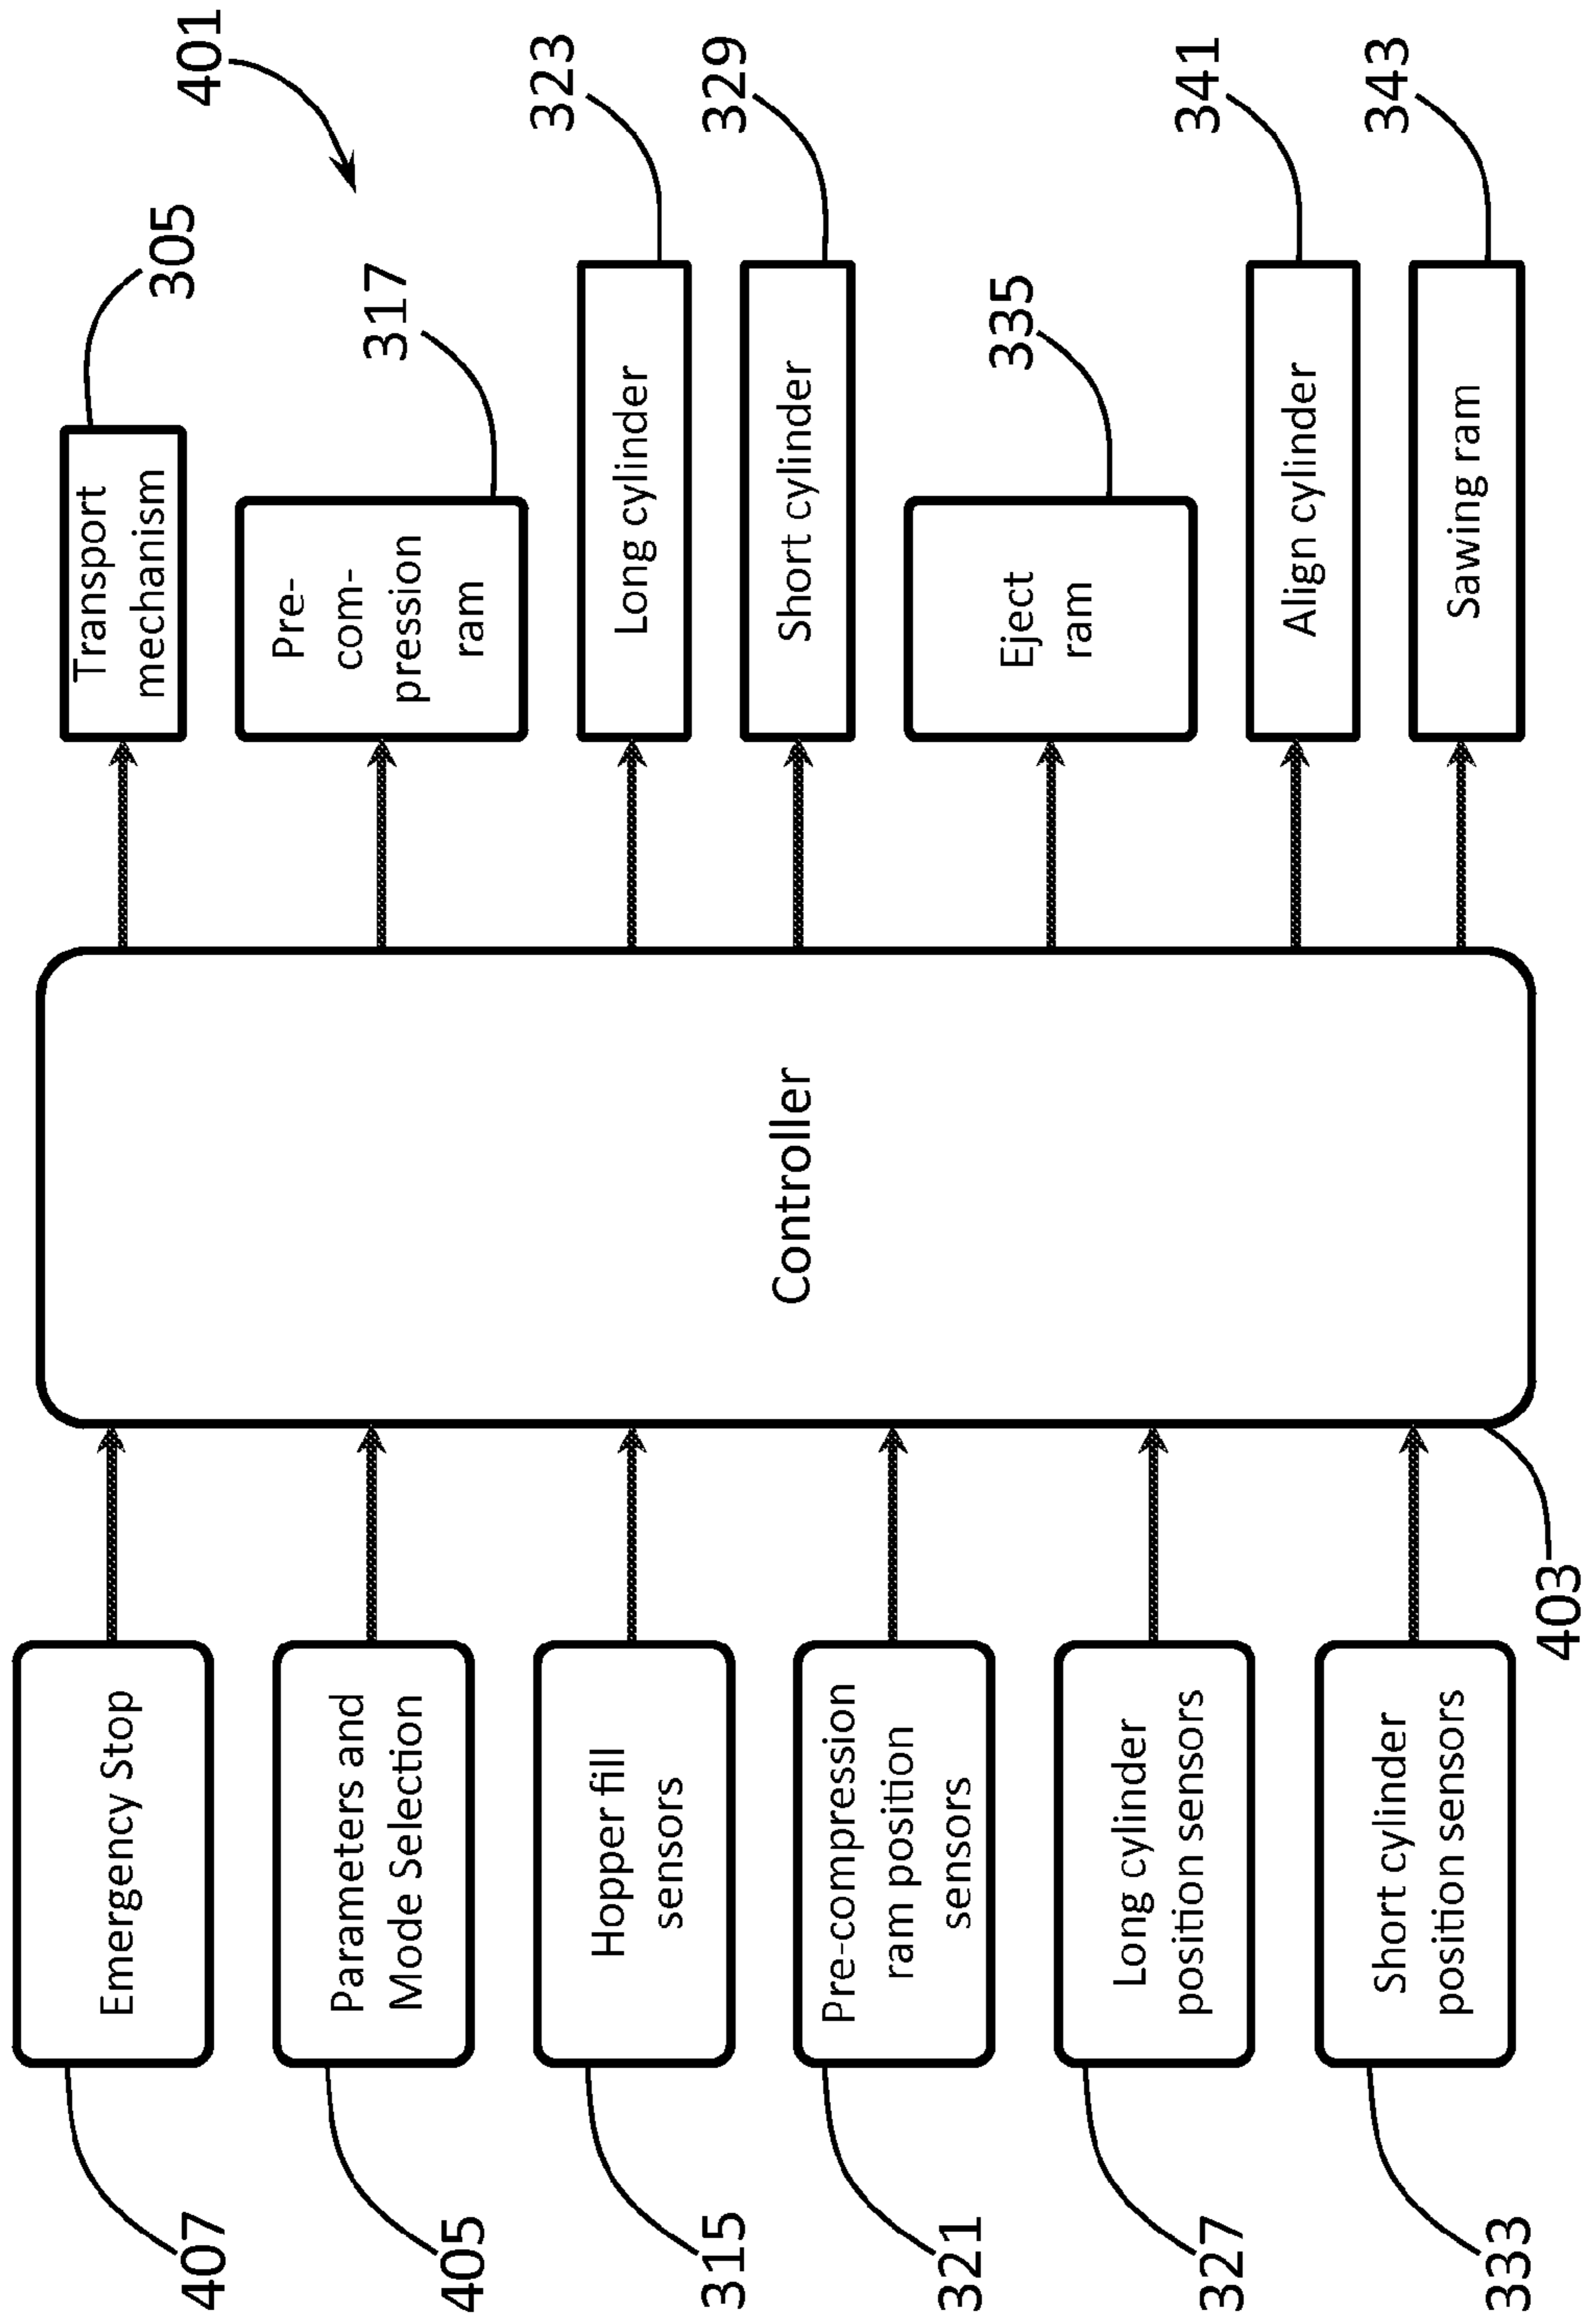 407
Emergency Stop
405
Parameters and
Mode Selection
315
Hopper fill
sensors
321
Pre-compression
ram position
sensors
327
Long cylinder
position sensors
333
Short cylinder
position sensors
Controller
403
401
Transport
mechanism
305
Pre-
com-
pression
ram
317
Long cylinder
323
Short cylinder
329
Eject
ram
335
Align cylinder
341
Sawing ram
343